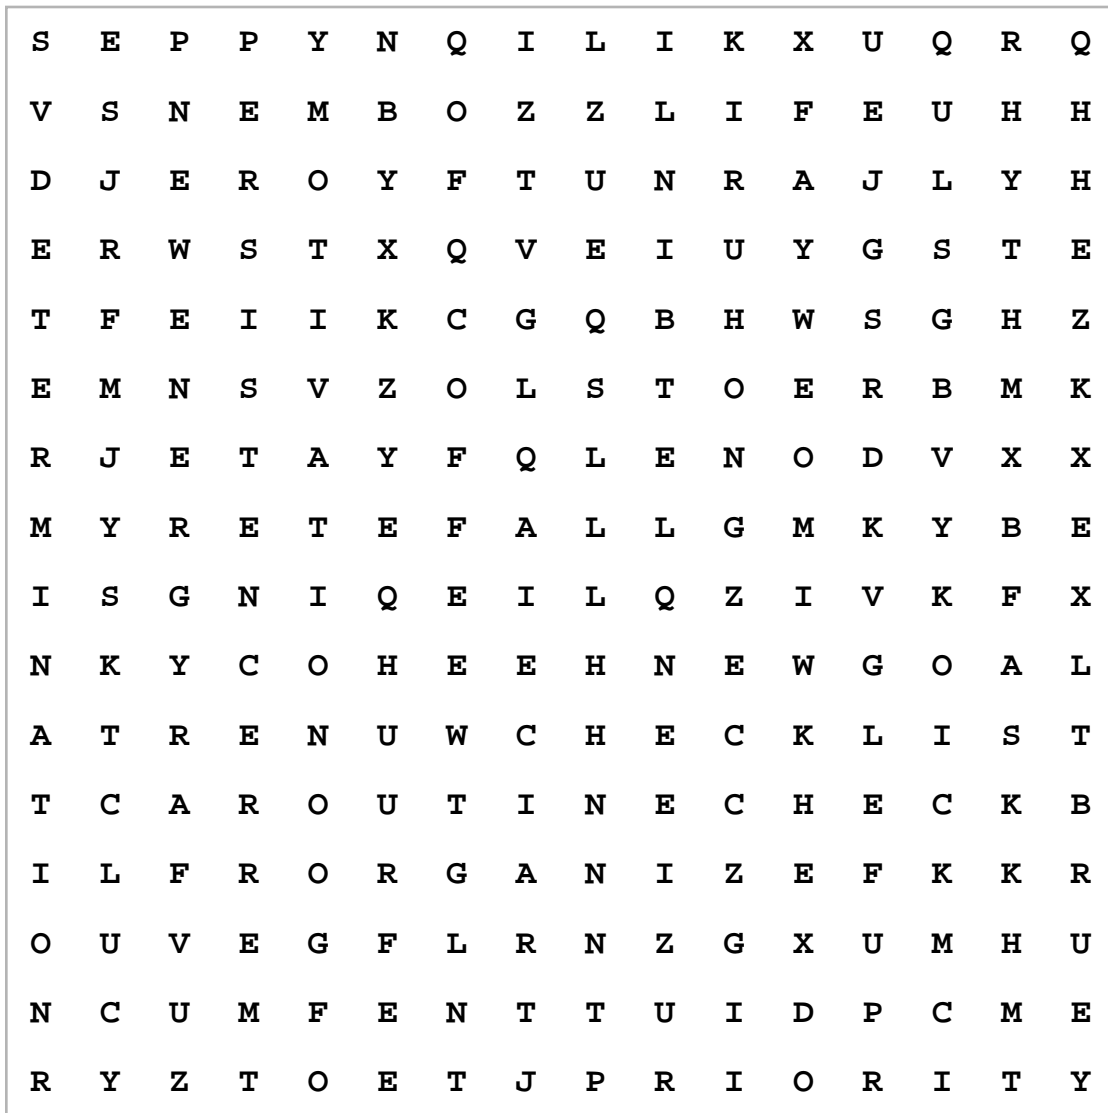 S E P P Y N Q I L I K X U Q R Q
V S N E M B O Z Z L I F E U H H
D J E R O Y F T U N R A J L Y H
E R W S T X Q V E I U Y G S T E
T F E I I K C G Q B H W S G H Z
E M N S V Z O L S T O E R B M K
R J E T A Y F Q L E N O D V X X
M Y R E T E F A L L G M K Y B E
I S G N I Q E I L Q Z I V K F X
N K Y C O H E E H N E W G O A L
A T R E N U W C H E C K L I S T
T C A R O U T I N E C H E C K B
I L F R O R G A N I Z E F K K R
O U V E G F L R N Z G X U M H U
N C U M F E N T T U I D P C M E
R Y Z T O E T J P R I O R I T Y